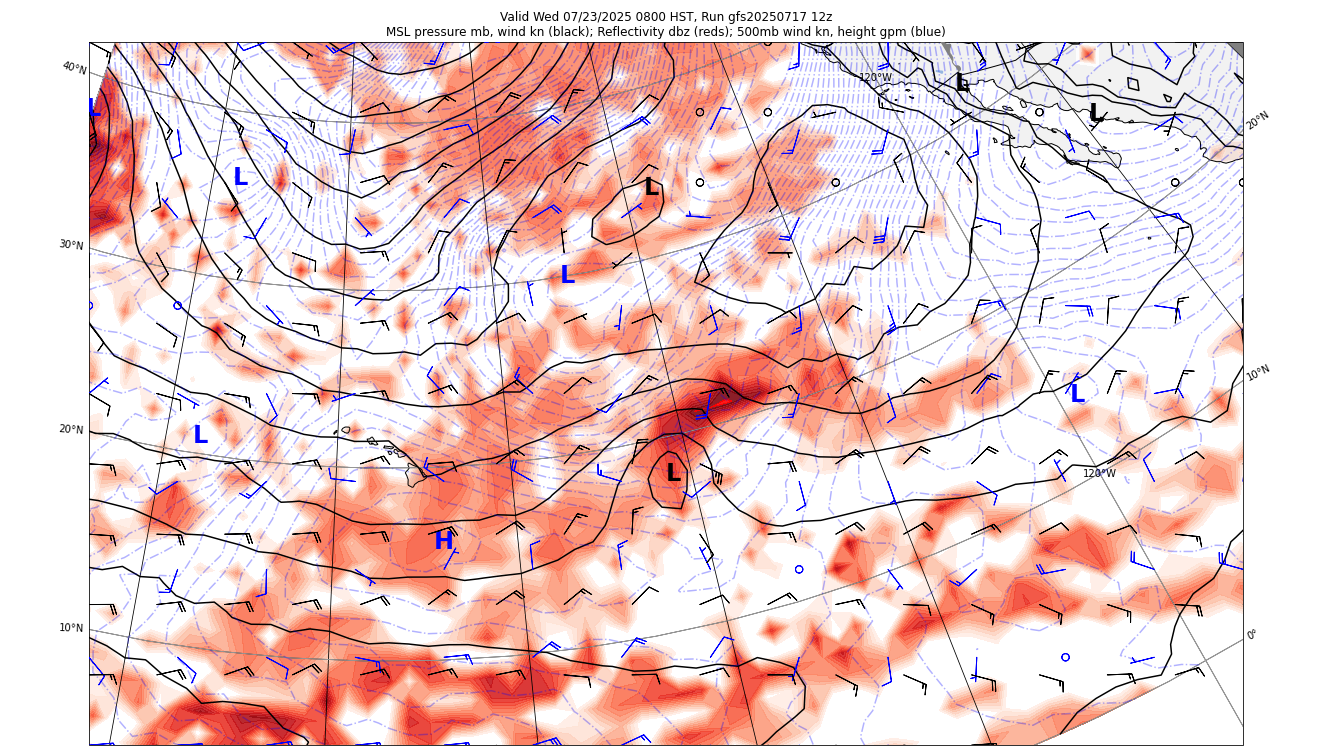 Valid Wed 07/23/2025 0800 HST, Run gfs20250717 12z
MSL pressure mb, wind kn (black); Reflectivity dbz (reds); 500mb wind kn, height gpm (blue)
40°N
120°W
L
L
L
20°N
L
L
30°N
L
10°N
L
20°N
L
L
120°W
H
10°N
0°